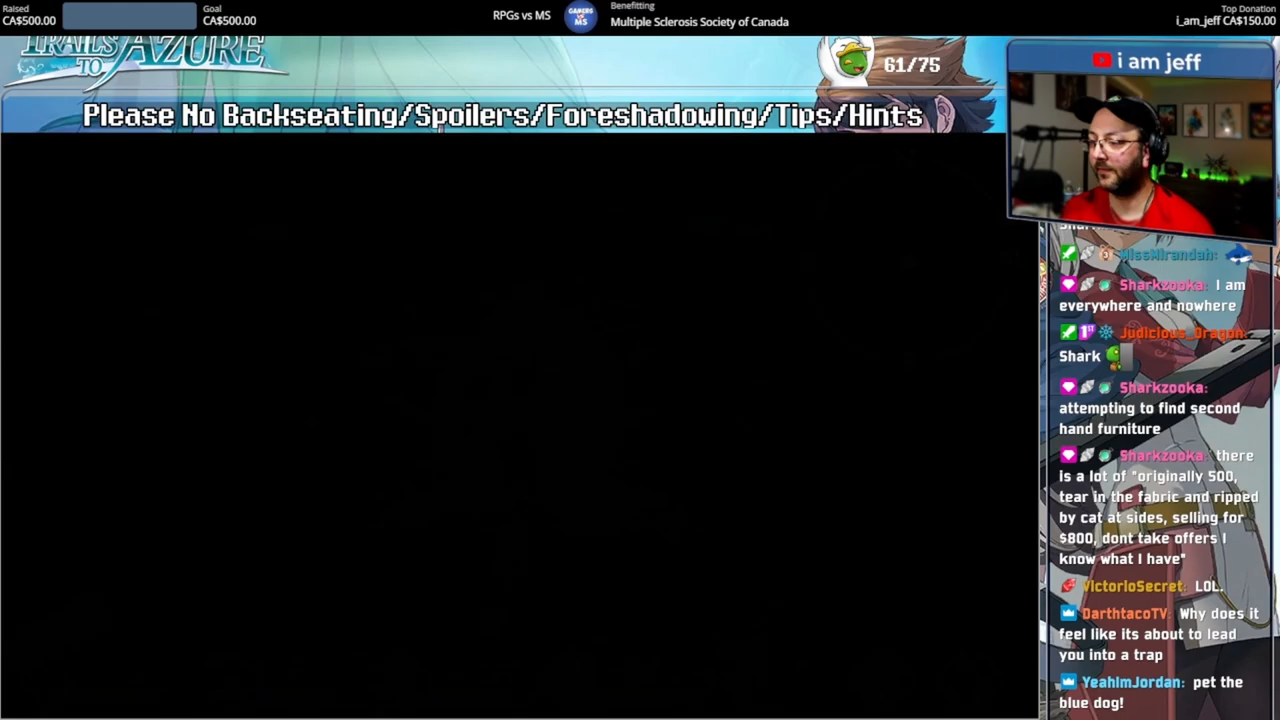 Raised
CA$500.00
Goal
CA$500.00
RPGs vs MS
GAMERS
VS
MS
Benefitting
Multiple Sclerosis Society of Canada
Top Donation
i_am_jeff CA$150.00
TRAILS
TO AZURE
61/75
i am jeff
Please No Backseating/Spoilers/Foreshadowing/Tips/Hints
MissMirandah:
Sharkzooka: I am
everywhere and nowhere
Judicious_Dragon:
Shark
Sharkzooka:
attempting to find second
hand furniture
Sharkzooka: there
is a lot of "originally 500,
tear in the fabric and ripped
by cat at sides, selling for
$800, dont take offers I
know what I have"
VictorioSecret: LOL.
DarthtacoTV: Why does it
feel like its about to lead
you into a trap
YeahImJordan: pet the
blue dog!